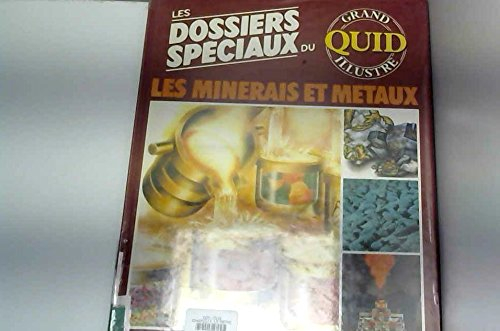 LES
DOSSIERS
SPECIAUX DU
GRAND
QUID
ILLUSTRE
LES MINERAIS ET METAUX